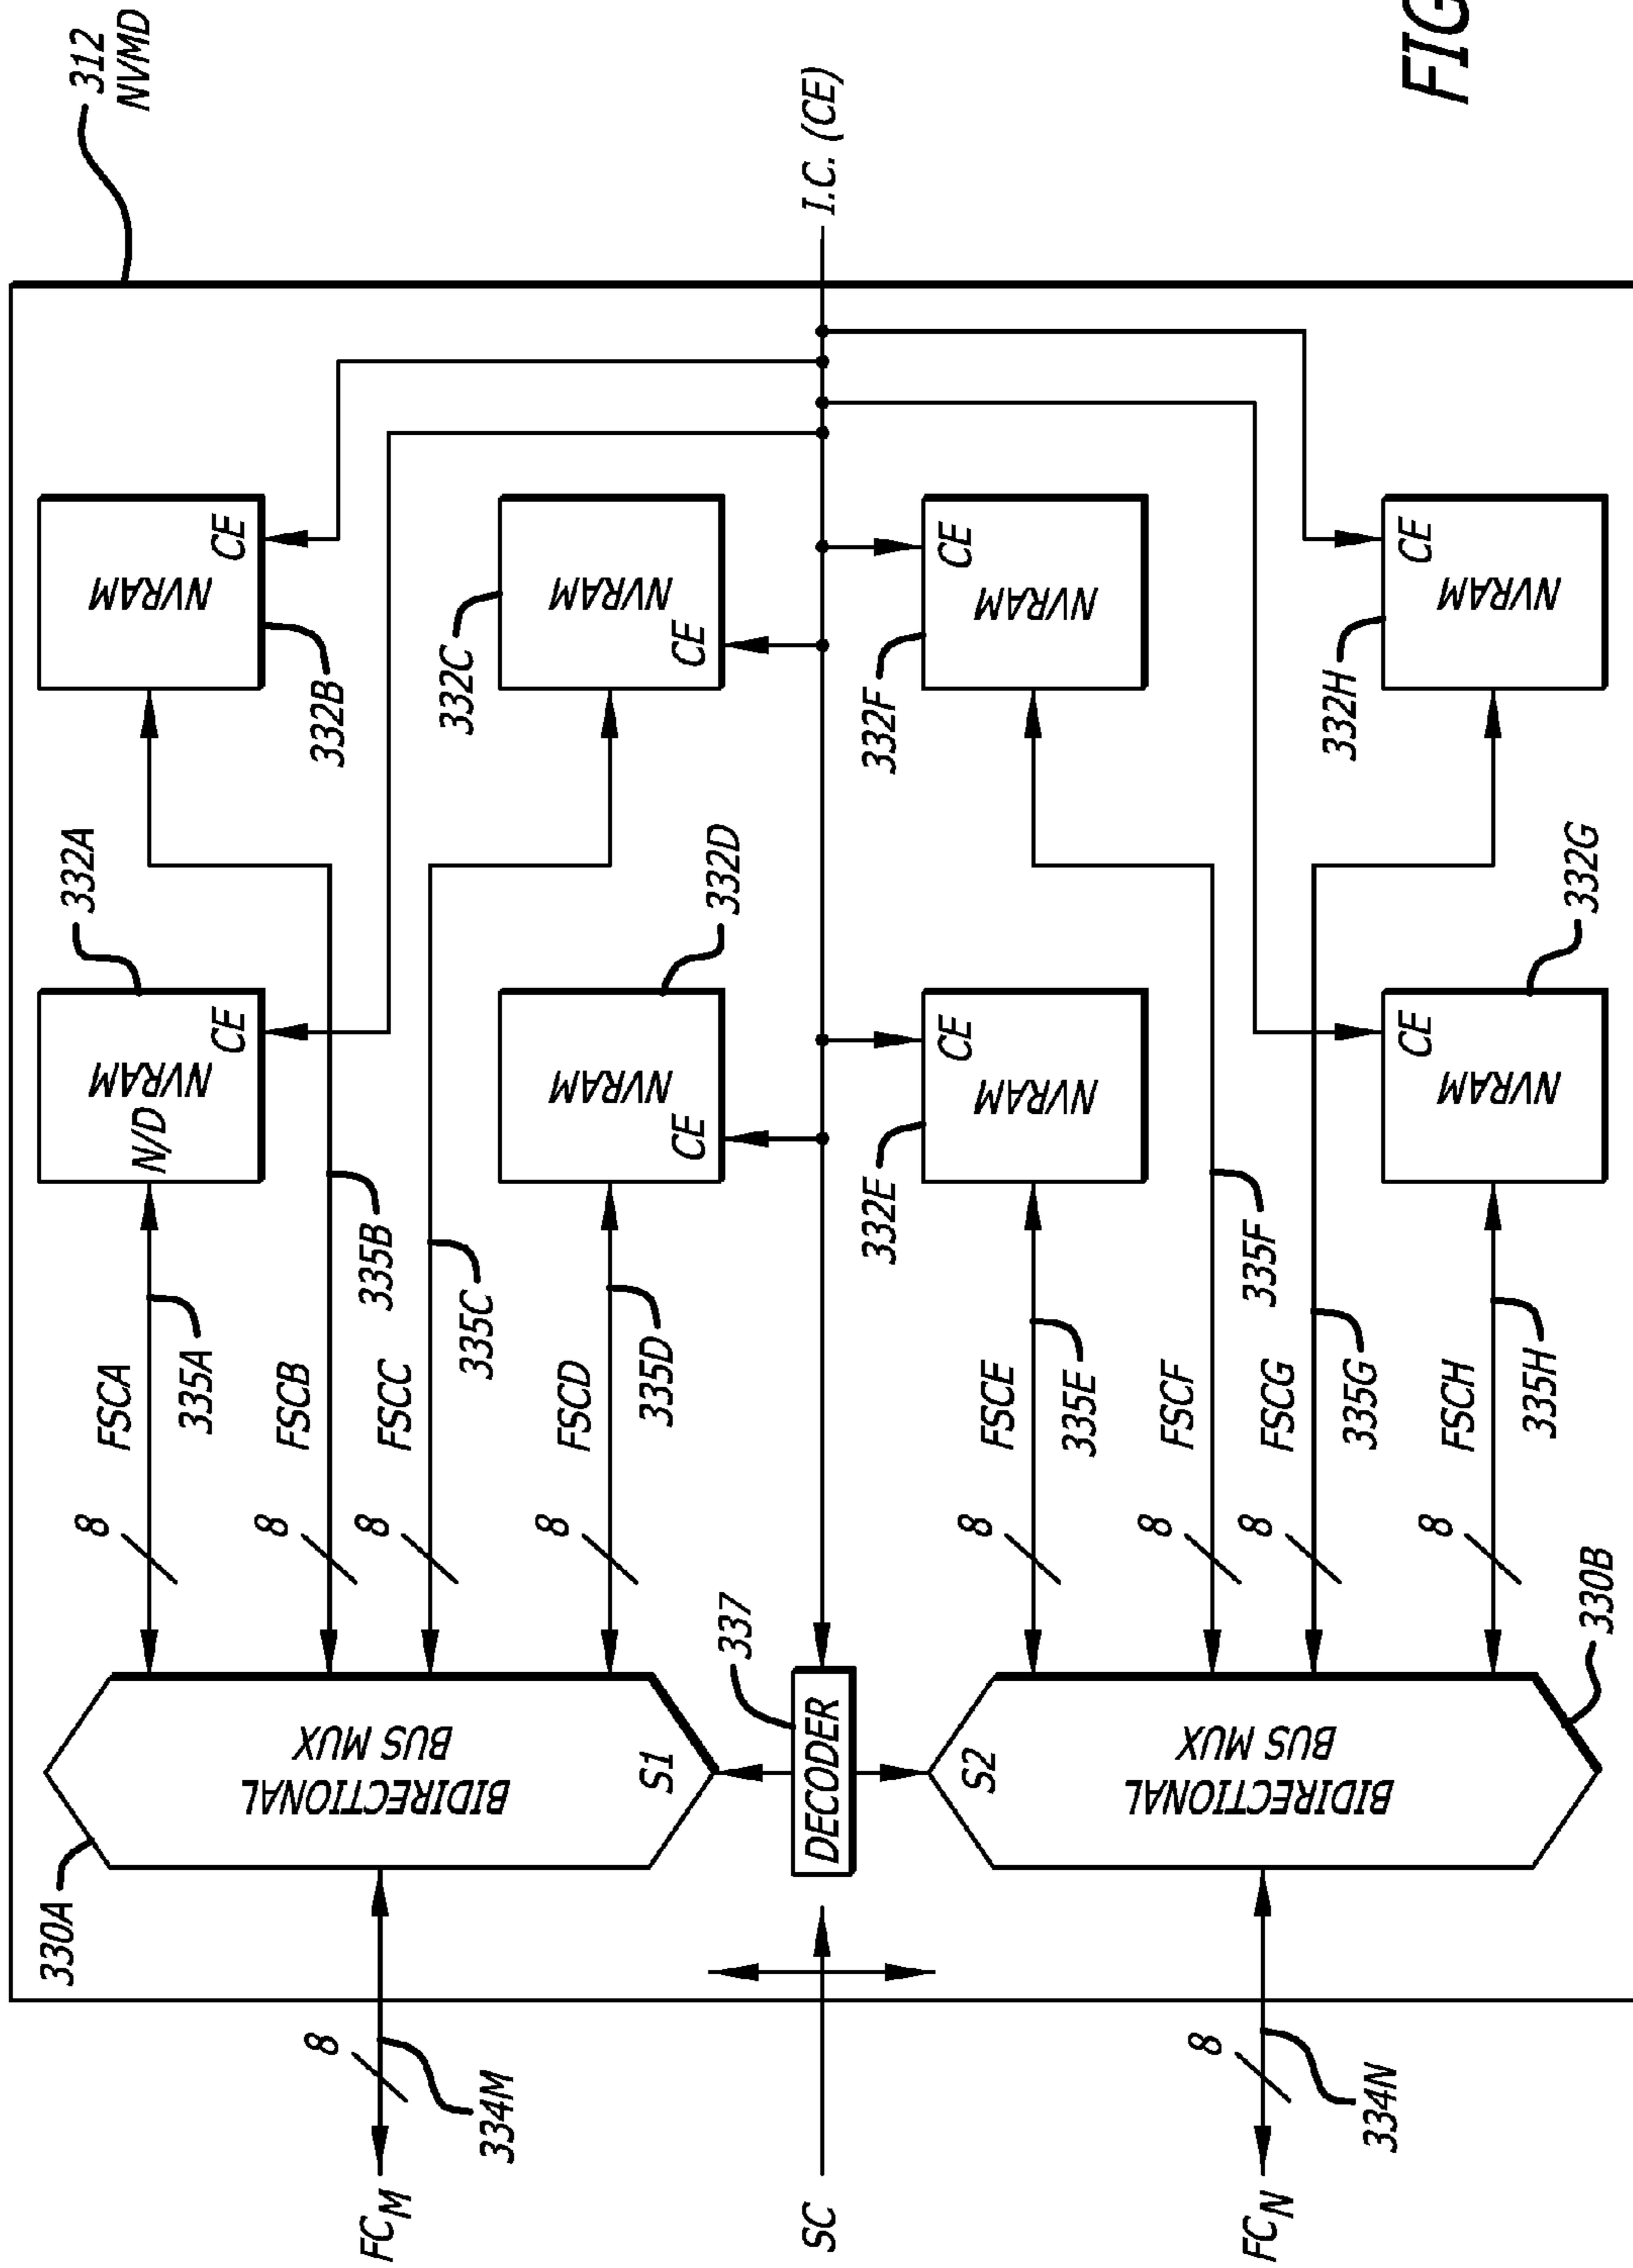 312
NVMD
FIG
330A
BIDIRECTIONAL
BUS MUX
S1
8
FSCA
335A
N/D
NVRAM
CE
332A
NVRAM
CE
332B
8
FSCB
335B
8
FSCC
335C
NVRAM
CE
332C
8
FSCD
335D
NVRAM
CE
332D
FCM
8
334M
SC
DECODER
337
I.C. (CE)
FCN
8
334N
BIDIRECTIONAL
BUS MUX
S2
330B
8
FSCE
335E
NVRAM
CE
332E
8
FSCF
335F
NVRAM
CE
332F
8
FSCG
335G
NVRAM
CE
332H
8
FSCH
335H
NVRAM
CE
332G